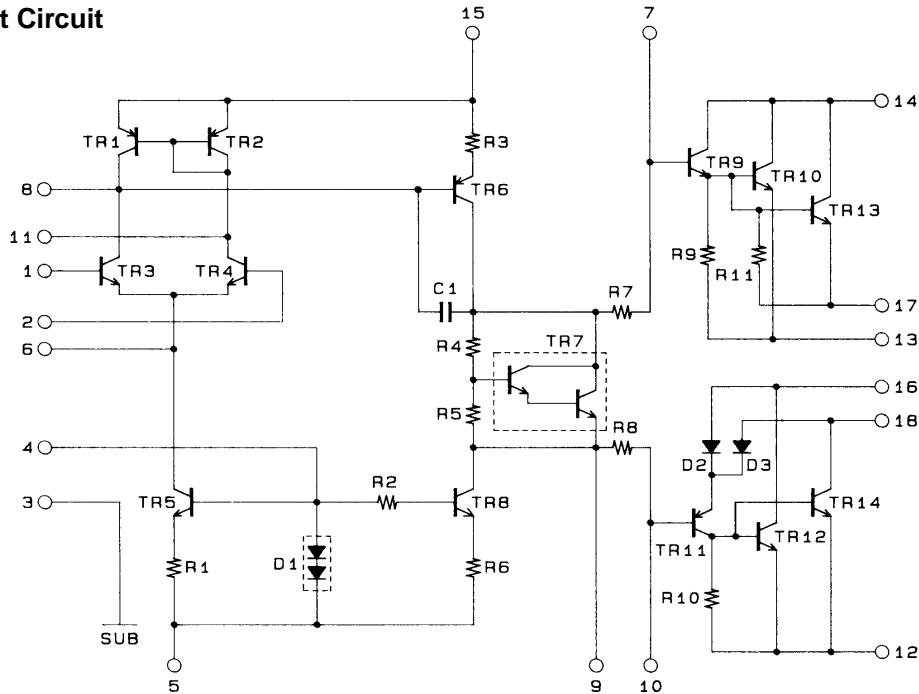 t Circuit
15
7
14
TR1
TR2
R3
TR9
TR10
8
TR6
TR13
11
1
TR3
TR4
R9
R11
C1
R7
2
17
6
R4
TR7
13
16
R5
4
R8
18
D2
D3
R2
3
TR5
TR8
TR14
TR11
TR12
R1
D1
R6
R10
SUB
12
5
9
10